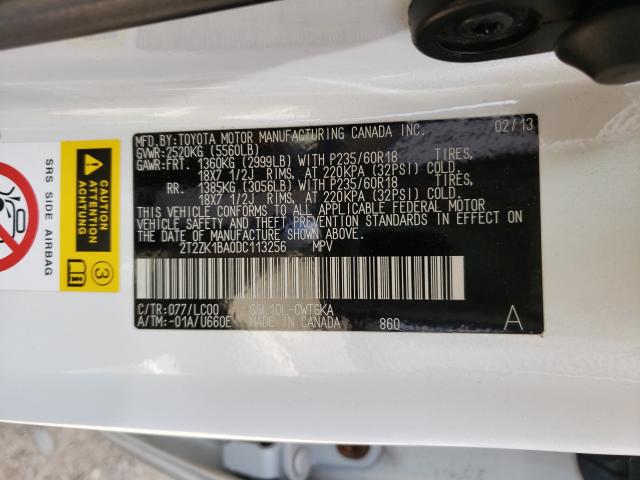 MFD.BY:TOYOTA MOTOR MANUFACTURING CANADA INC. 02/13
GVWR:2520KG (5560LB)
GAWR:FRT. 1360KG (2999LB) WITH P235/60R18 TIRES,
18X7 1/2J RIMS, AT 220KPA (32PSI) COLD.
RR. 1385KG (3056LB) WITH P235/60R18 TIRES,
18X7 1/2J RIMS, AT 220KPA (32PSI) COLD.
THIS VEHICLE CONFORMS TO ALL APPLICABLE FEDERAL MOTOR
VEHICLE SAFETY AND THEFT PREVENTION STANDARDS IN EFFECT ON
THE DATE OF MANUFACTURE SHOWN ABOVE.
2T2ZK1BA0DC113256 MPV
C/TR:077/LC00 GGL10L-CWTGKA
A/TM:-01A/U660E MADE IN CANADA 860 A
SRS SIDE AIRBAG
ATTENTION
ACHTUNG
3